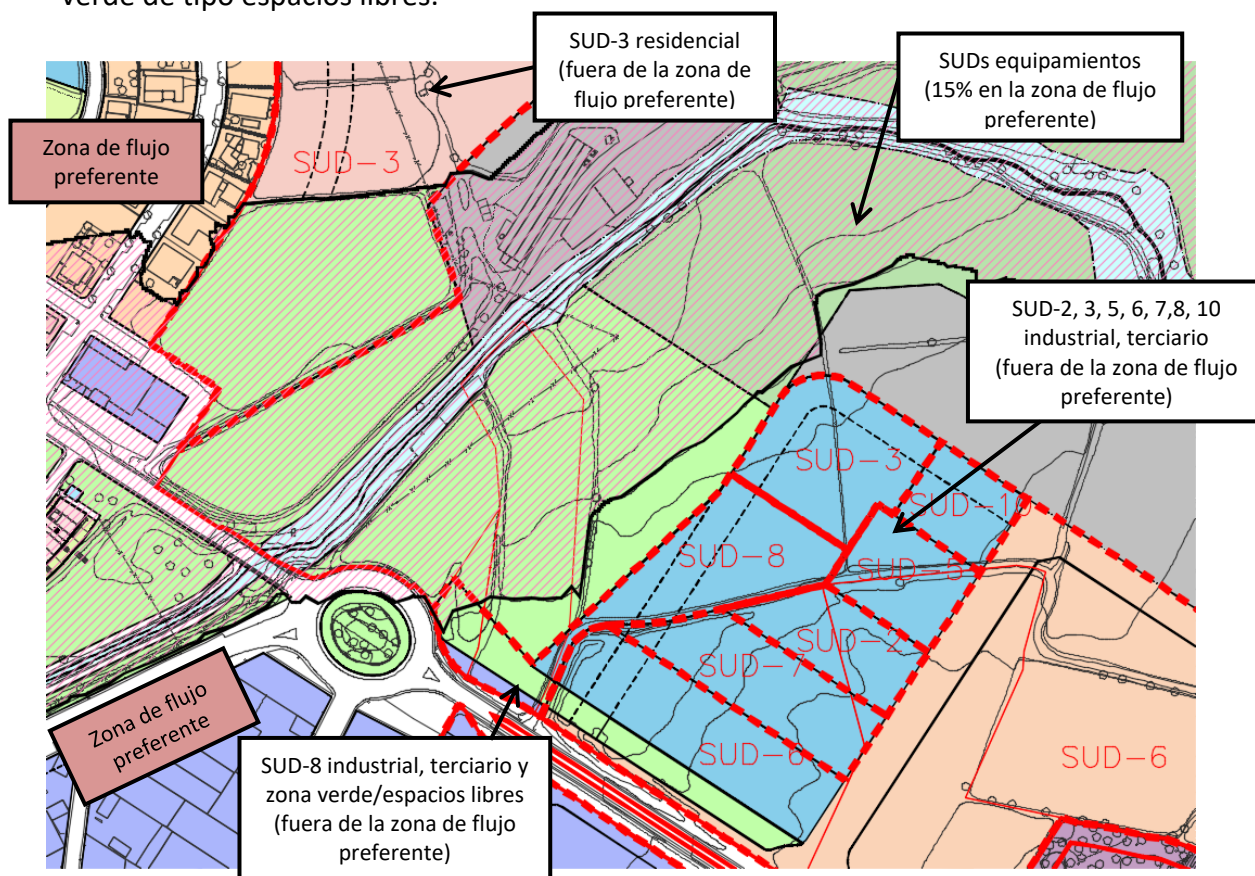 verde de tipo espacios libres.
SUD-3 residencial
(fuera de la zona de
flujo preferente)
SUDs equipamientos
(15% en la zona de flujo
preferente)
Zona de flujo
preferente
SUD-3
SUD-2, 3, 5, 6, 7,8, 10
industrial, terciario
(fuera de la zona de flujo
preferente)
SUD-3
SUD-10
SUD-8
SUD-5
SUD-2
SUD-7
SUD-6
SUD-6
Zona de flujo
preferente
SUD-8 industrial, terciario y
zona verde/espacios libres
(fuera de la zona de flujo
preferente)